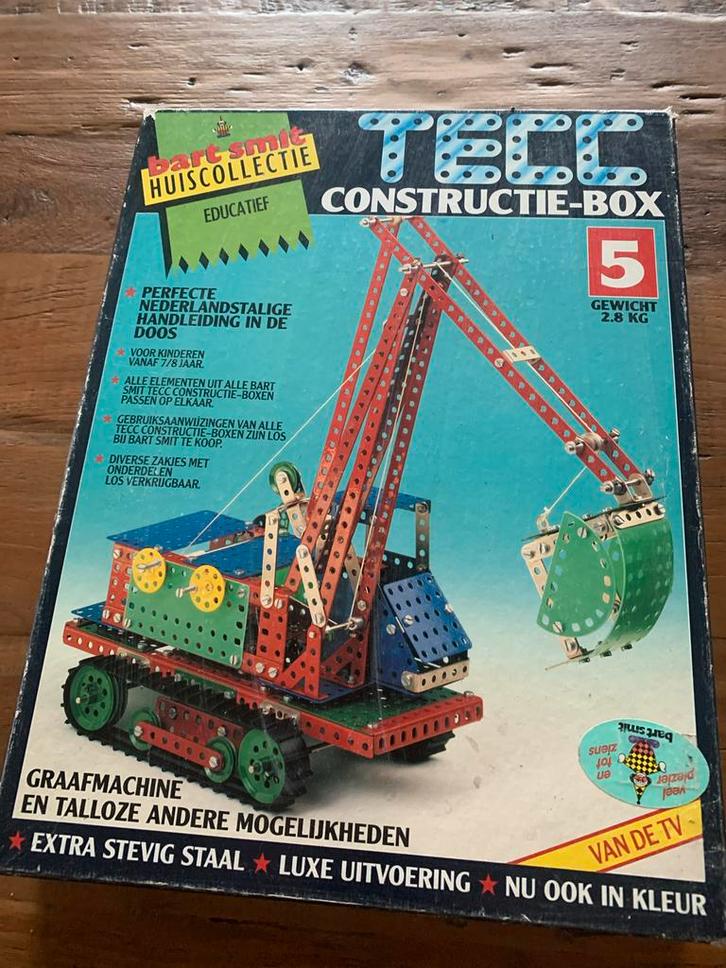 bart smit
HUISCOLLECTIE
EDUCATIEF
TECC
CONSTRUCTIE-BOX
5
GEWICHT
2.8 KG
PERFECTE
NEDERLANDSTALIGE
HANDLEIDING IN DE
DOOS
VOOR KINDEREN
VANAF 7/8 JAAR.
ALLE ELEMENTEN UIT ALLE BART
SMIT TECC CONSTRUCTIE-BOXEN
PASSEN OP ELKAAR.
GEBRUIKSAANWIJZINGEN VAN ALLE
TECC CONSTRUCTIE-BOXEN ZIJN LOS
BIJ BART SMIT TE KOOP.
DIVERSE ZAKJES MET
ONDERDELEN
LOS VERKRIJGBAAR.
bart smit
veel
plezier
en tot
ziens
GRAAFMACHINE
EN TALLOZE ANDERE MOGELIJKHEDEN
VAN DE TV
EXTRA STEVIG STAAL ★ LUXE UITVOERING ★ NU OOK IN KLEUR